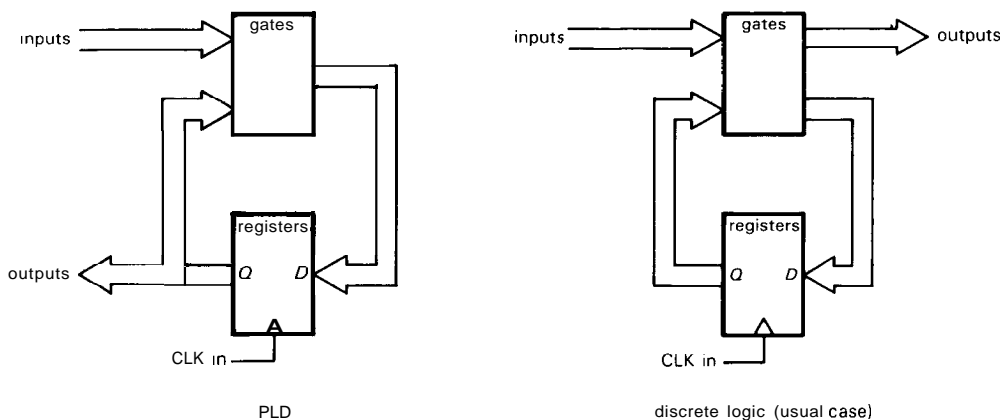 inputs
gates
registers
Q D
outputs
CLK in
PLD
inputs
gates
outputs
registers
Q D
CLK in
discrete logic (usual case)